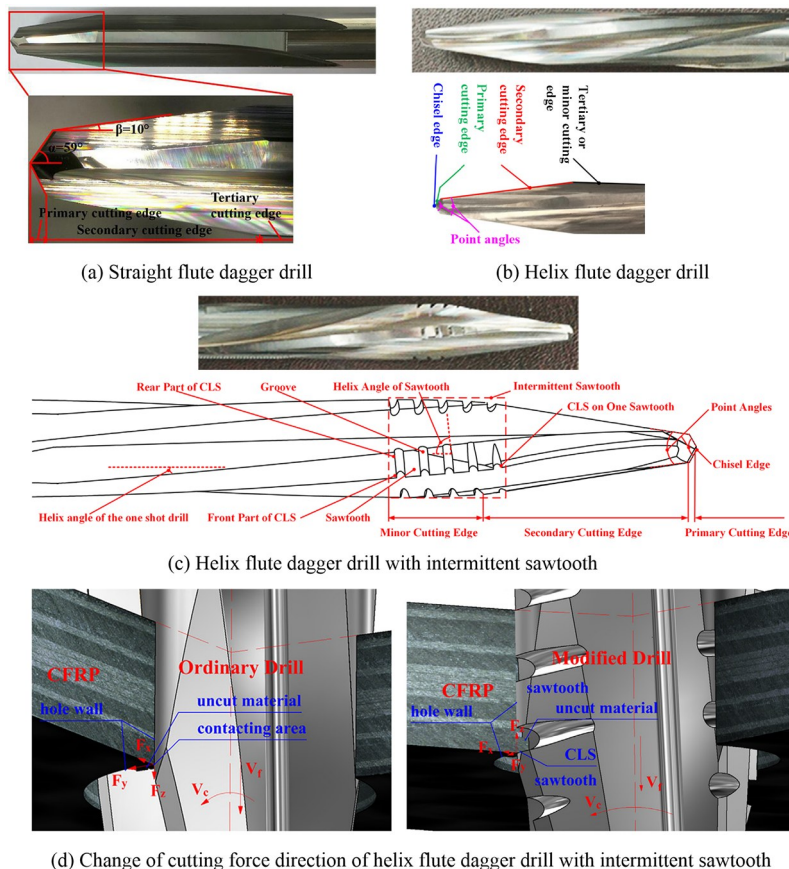 β=10°
α=59°
Primary cutting edge
Tertiary
cutting edge
Secondary cutting edge
(a) Straight flute dagger drill
Chisel edge
Primary
cutting edge
Secondary
cutting edge
Tertiary or
minor cutting
edge
Point angles
(b) Helix flute dagger drill
Rear Part of CLS
Groove
Helix Angle of Sawtooth
Intermittent Sawtooth
CLS on One Sawtooth
Point Angles
Chisel Edge
Helix angle of the one shot drill
Front Part of CLS
Sawtooth
Minor Cutting Edge
Secondary Cutting Edge
Primary Cutting Edge
(c) Helix flute dagger drill with intermittent sawtooth
CFRP
Ordinary Drill
hole wall
uncut material
contacting area
Fy
Fz
Vc
Vf
CFRP
Modified Drill
sawtooth
hole wall
uncut material
CLS
sawtooth
Vc
Vf
(d) Change of cutting force direction of helix flute dagger drill with intermittent sawtooth